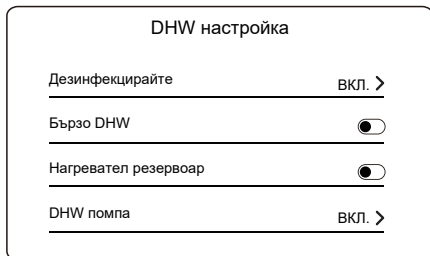 DHW настройка
Дезинфекцирайте ВКЛ.
Бързо DHW
Нагревател резервоар
DHW помпа ВКЛ.